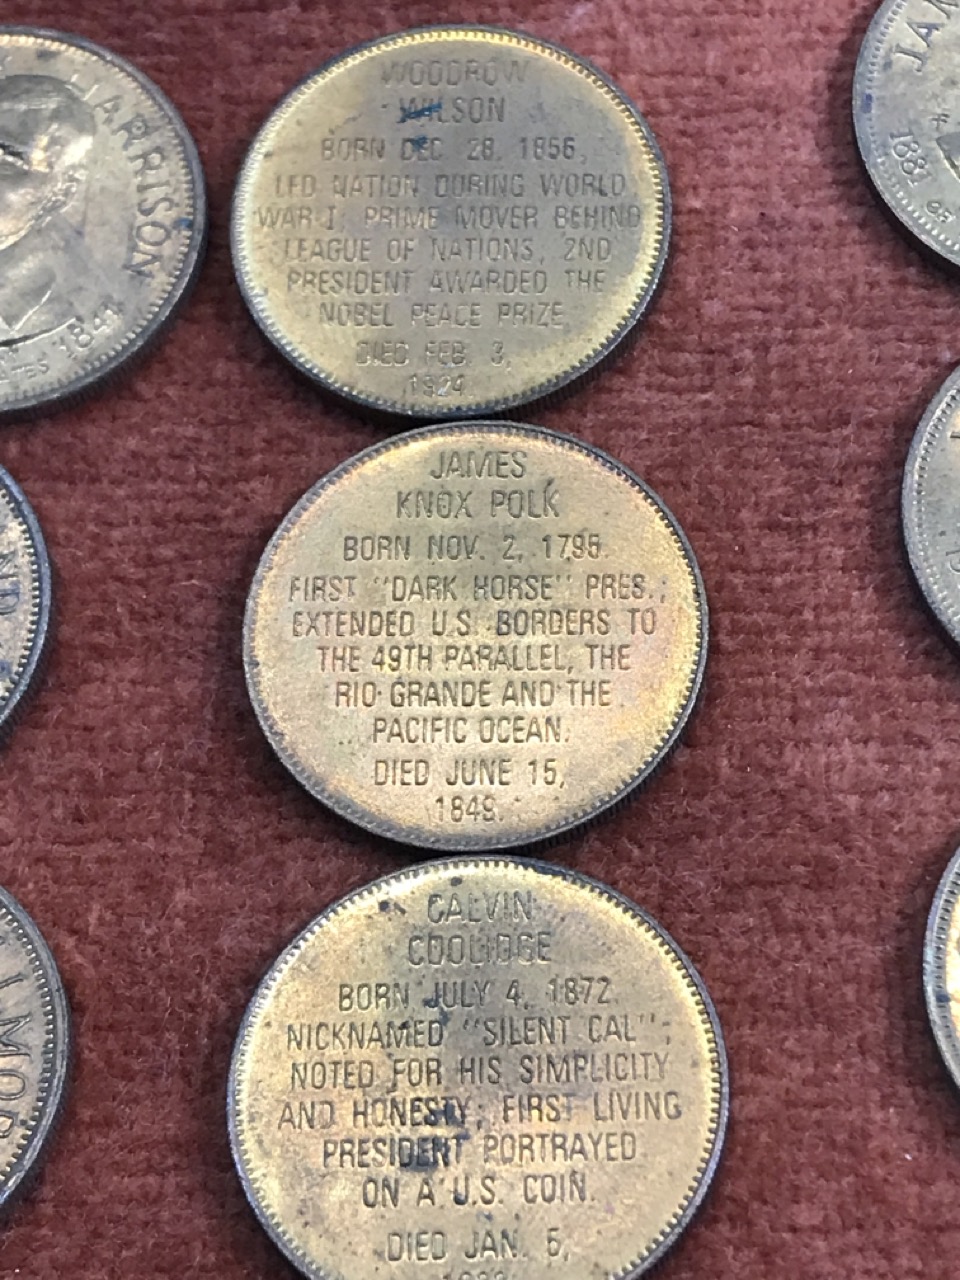 WOODROW
WILSON
BORN DEC 28, 1856,
LED NATION DURING WORLD
WAR I; PRIME MOVER BEHIND
LEAGUE OF NATIONS, 2ND
PRESIDENT AWARDED THE
NOBEL PEACE PRIZE
DIED FEB. 3,
1924.
JAMES
KNOX POLK
BORN NOV. 2, 1795.
FIRST "DARK HORSE" PRES.;
EXTENDED U.S. BORDERS TO
THE 49TH PARALLEL, THE
RIO GRANDE AND THE
PACIFIC OCEAN.
DIED JUNE 15,
1849.
CALVIN
COOLIDGE
BORN JULY 4, 1872.
NICKNAMED "SILENT CAL";
NOTED FOR HIS SIMPLICITY
AND HONESTY; FIRST LIVING
PRESIDENT PORTRAYED
ON A U.S. COIN.
DIED JAN. 5,
HARRISON
1841
JAM
1881
OF